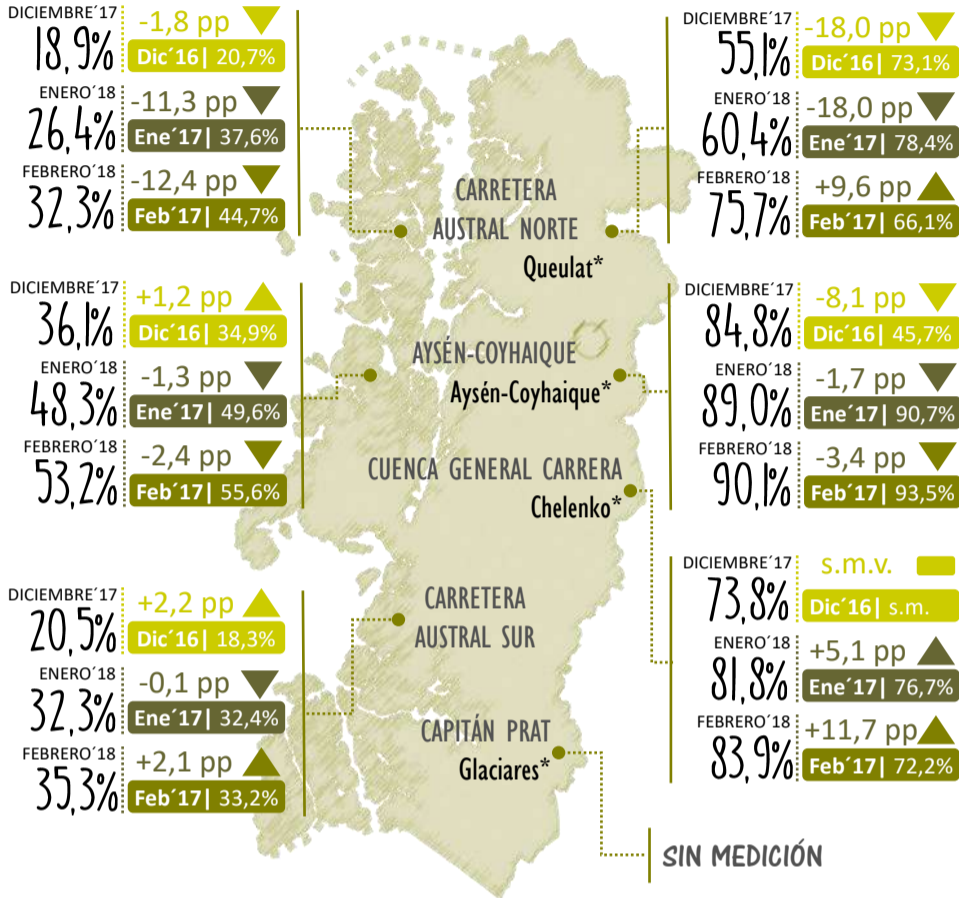 DICIEMBRE´17
18,9%
-1,8 pp
Dic´16| 20,7%
ENERO´18
26,4%
-11,3 pp
Ene´17| 37,6%
FEBRERO´18
32,3%
-12,4 pp
Feb´17| 44,7%
DICIEMBRE´17
55,1%
-18,0 pp
Dic´16| 73,1%
ENERO´18
60,4%
-18,0 pp
Ene´17| 78,4%
FEBRERO´18
75,7%
+9,6 pp
Feb´17| 66,1%
CARRETERA
AUSTRAL NORTE
Queulat*
DICIEMBRE´17
36,1%
+1,2 pp
Dic´16| 34,9%
ENERO´18
48,3%
-1,3 pp
Ene´17| 49,6%
FEBRERO´18
53,2%
-2,4 pp
Feb´17| 55,6%
AYSÉN-COYHAIQUE
Aysén-Coyhaique*
DICIEMBRE´17
84,8%
-8,1 pp
Dic´16| 45,7%
ENERO´18
89,0%
-1,7 pp
Ene´17| 90,7%
FEBRERO´18
90,1%
-3,4 pp
Feb´17| 93,5%
CUENCA GENERAL CARRERA
Chelenko*
DICIEMBRE´17
20,5%
+2,2 pp
Dic´16| 18,3%
ENERO´18
32,3%
-0,1 pp
Ene´17| 32,4%
FEBRERO´18
35,3%
+2,1 pp
Feb´17| 33,2%
CARRETERA
AUSTRAL SUR
DICIEMBRE´17
73,8%
s.m.v.
Dic´16| s.m.
ENERO´18
81,8%
+5,1 pp
Ene´17| 76,7%
FEBRERO´18
83,9%
+11,7 pp
Feb´17| 72,2%
CAPITÁN PRAT
Glaciares*
SIN MEDICIÓN